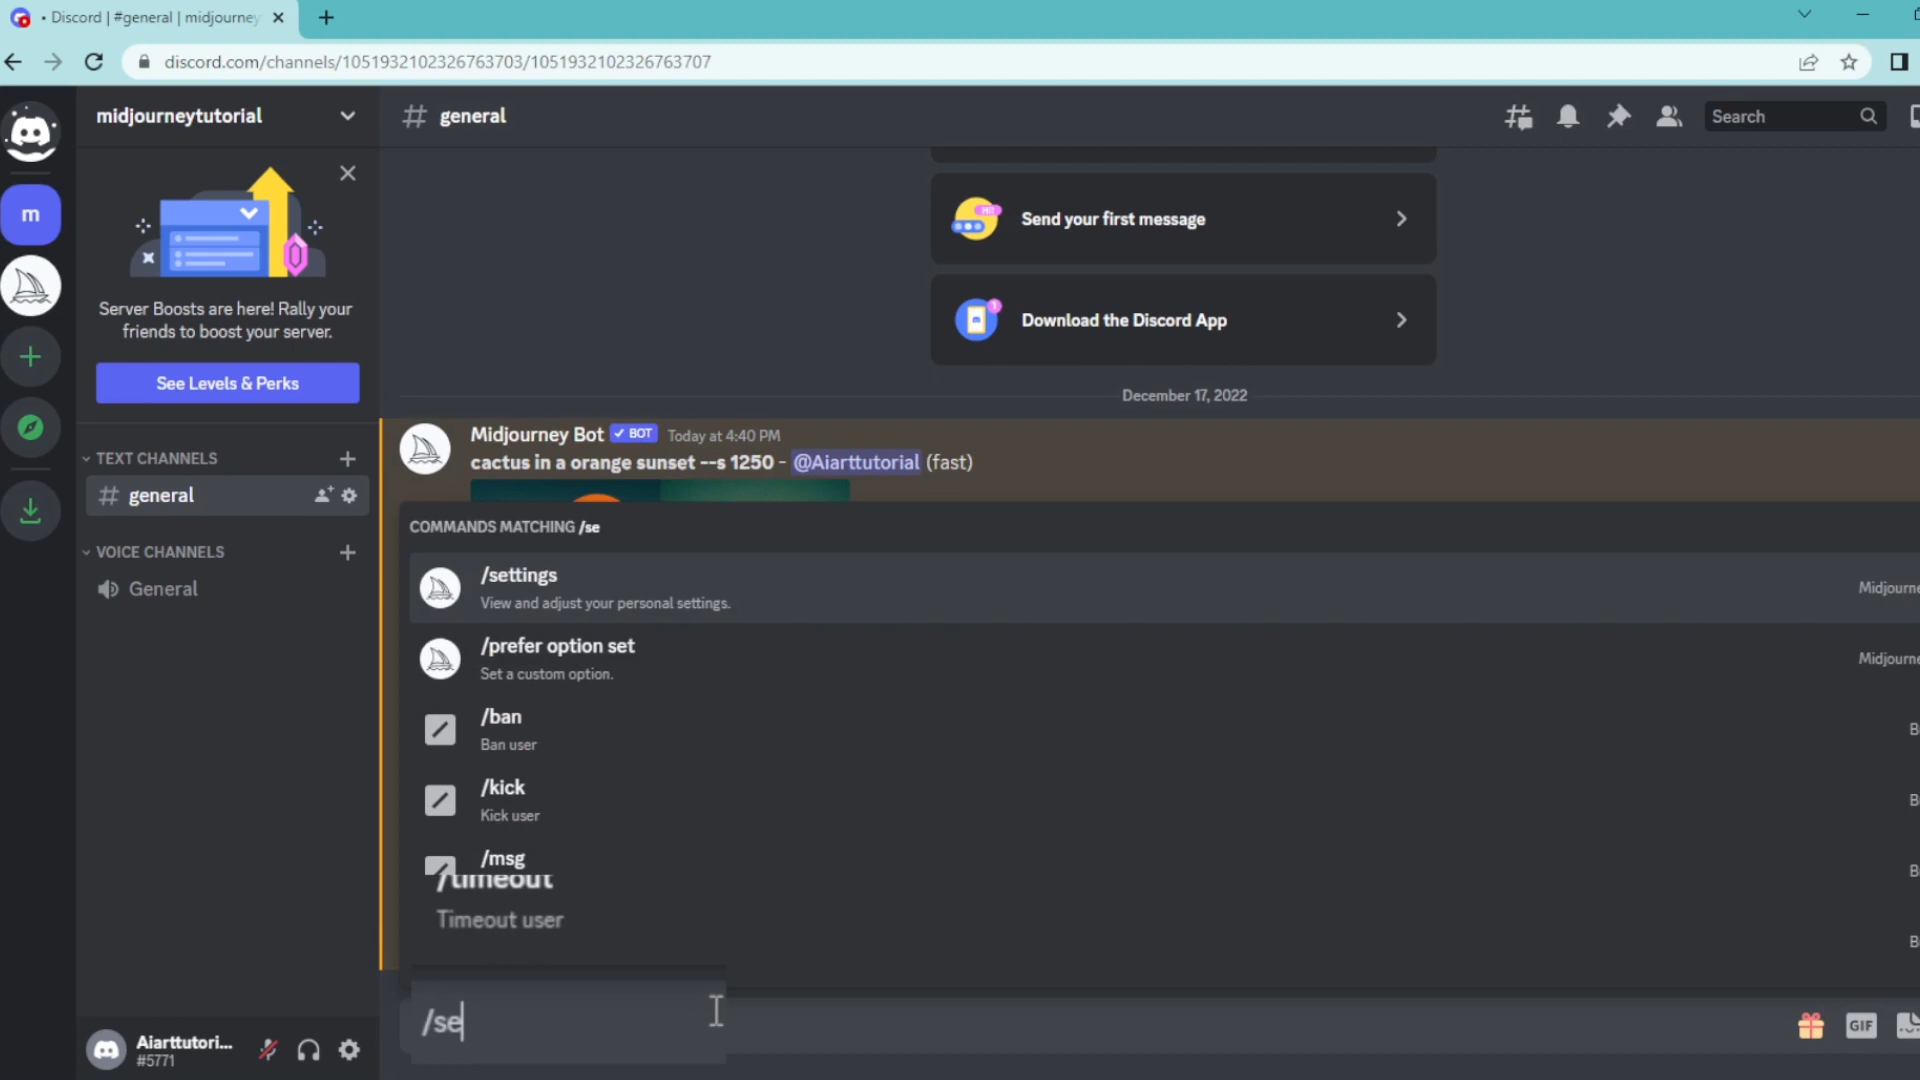 • Discord | #general | midjourney
discord.com/channels/1051932102326763703/1051932102326763707
midjourneytutorial
general
Search
m
Server Boosts are here! Rally your
friends to boost your server.
See Levels & Perks
TEXT CHANNELS
general
VOICE CHANNELS
General
Aiarttutori...
#5771
Send your first message
Download the Discord App
December 17, 2022
Midjourney Bot ✓ BOT Today at 4:40 PM
cactus in a orange sunset --s 1250 - @Aiarttutorial (fast)
COMMANDS MATCHING /se
/settings
View and adjust your personal settings.
Midjourne
/prefer option set
Set a custom option.
Midjourne
/ban
Ban user
/kick
Kick user
/msg
/timeout
Timeout user
/se
GIF